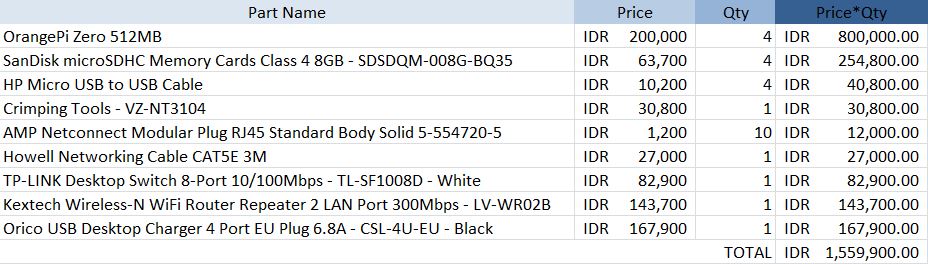 Part Name Price Qty Price*Qty
OrangePi Zero 512MB IDR 200,000 4 IDR 800,000.00
SanDisk microSDHC Memory Cards Class 4 8GB - SDSDQM-008G-BQ35 IDR 63,700 4 IDR 254,800.00
HP Micro USB to USB Cable IDR 10,200 4 IDR 40,800.00
Crimping Tools - VZ-NT3104 IDR 30,800 1 IDR 30,800.00
AMP Netconnect Modular Plug RJ45 Standard Body Solid 5-554720-5 IDR 1,200 10 IDR 12,000.00
Howell Networking Cable CAT5E 3M IDR 27,000 1 IDR 27,000.00
TP-LINK Desktop Switch 8-Port 10/100Mbps - TL-SF1008D - White IDR 82,900 1 IDR 82,900.00
Kextech Wireless-N WiFi Router Repeater 2 LAN Port 300Mbps - LV-WR02B IDR 143,700 1 IDR 143,700.00
Orico USB Desktop Charger 4 Port EU Plug 6.8A - CSL-4U-EU - Black IDR 167,900 1 IDR 167,900.00
TOTAL IDR 1,559,900.00